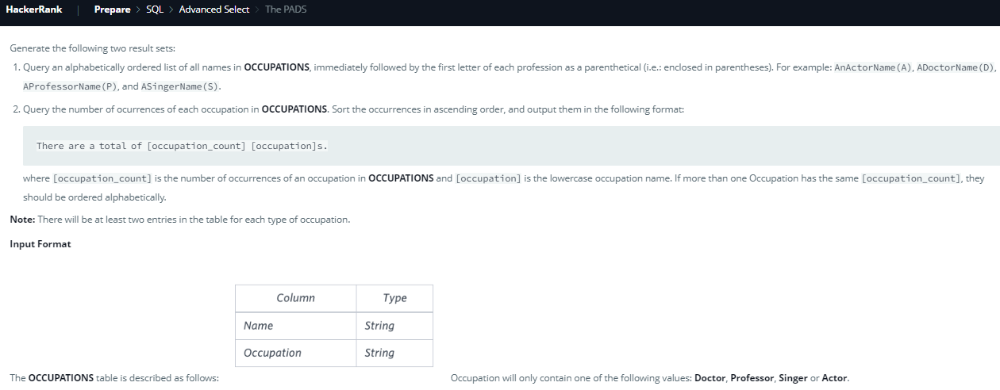 HackerRank | Prepare > SQL > Advanced Select > The PADS
Generate the following two result sets:
1. Query an alphabetically ordered list of all names in OCCUPATIONS, immediately followed by the first letter of each profession as a parenthetical (i.e.: enclosed in parentheses). For example: AnActorName(A), ADoctorName(D),
AProfessorName(P), and ASingerName(S).
2. Query the number of ocurrences of each occupation in OCCUPATIONS. Sort the occurrences in ascending order, and output them in the following format:
There are a total of [occupation_count] [occupation]s.
where [occupation_count] is the number of occurrences of an occupation in OCCUPATIONS and [occupation] is the lowercase occupation name. If more than one Occupation has the same [occupation_count], they
should be ordered alphabetically.
Note: There will be at least two entries in the table for each type of occupation.
Input Format
Column Type
Name String
Occupation String
The OCCUPATIONS table is described as follows: Occupation will only contain one of the following values: Doctor, Professor, Singer or Actor.